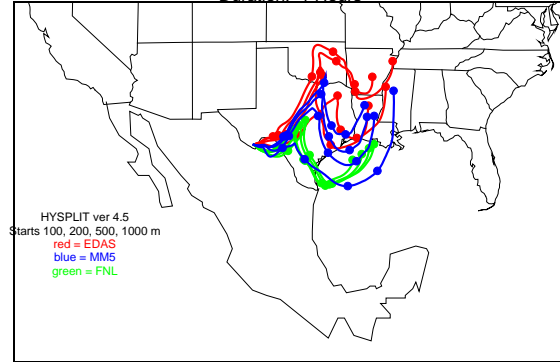 HYSPLIT ver 4.5
Starts 100, 200, 500, 1000 m
red = EDAS
blue = MM5
green = FNL